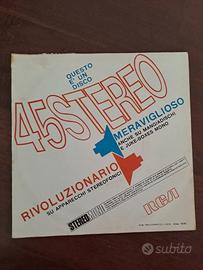 QUESTO
È UN
DISCO
45STEREO
MERAVIGLIOSO
ANCHE SU MANGIADISCHI
E JUKE-BOXES MONO
RIVOLUZIONARIO
SU APPARECCHI STEREOFONICI
STEREO
RCA
subito